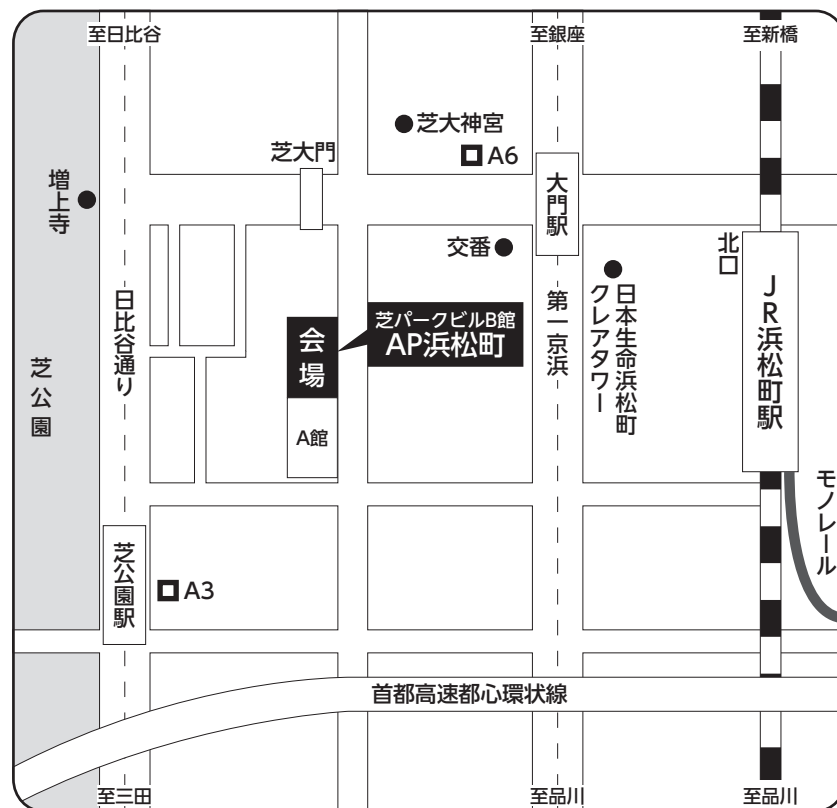 至日比谷
至銀座
至新橋
芝大神宮
A6
芝大門
大門駅
増上寺
交番
北口
日比谷通り
第一京浜
日本生命浜松町
クレアタワー
JR浜松町駅
会場
芝パークビルB館
AP浜松町
芝公園
A館
モノレール
芝公園駅
A3
首都高速都心環状線
至三田
至品川
至品川